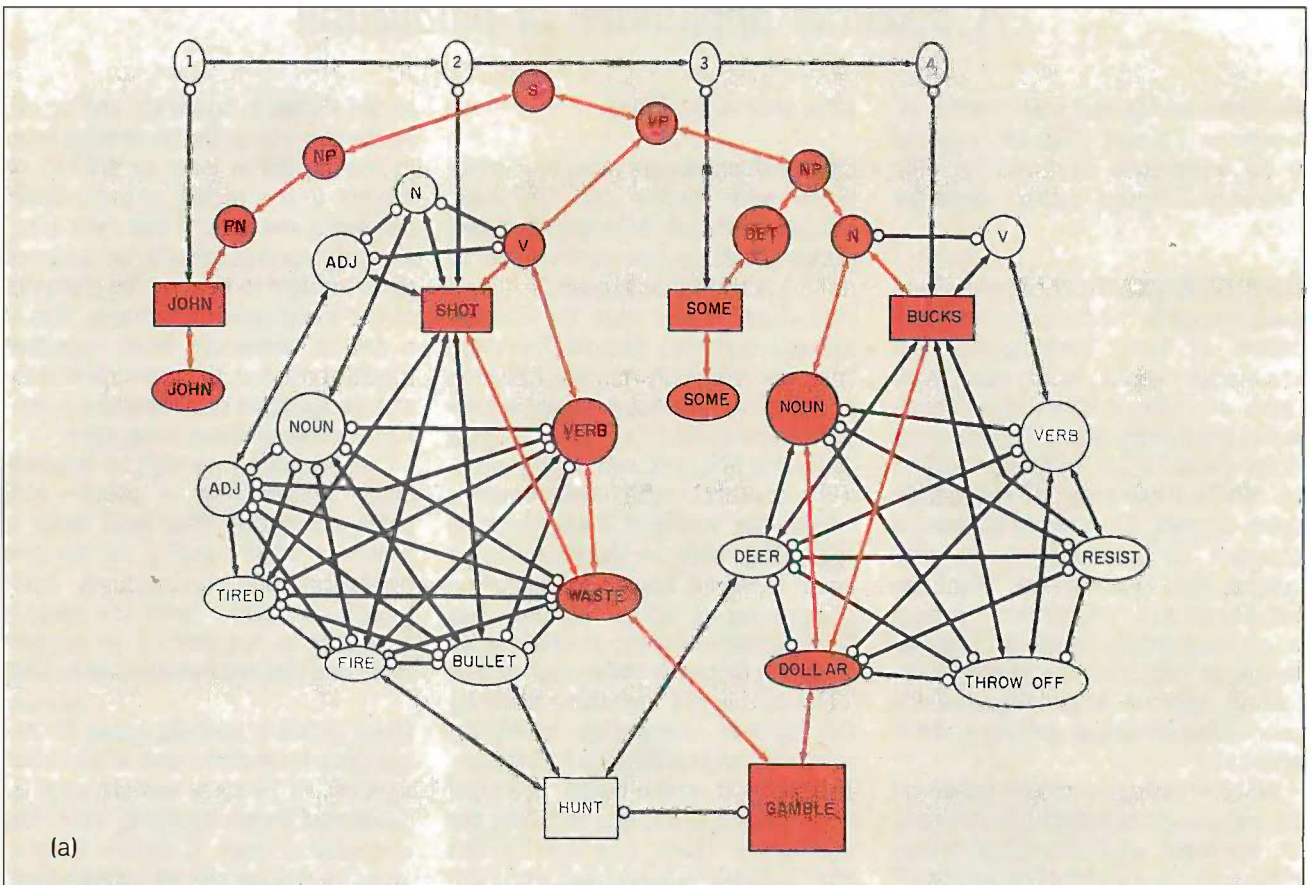 1 2 3 4
S
VP
NP NP
N
PN DET N V
V
ADJ
JOHN SHOT SOME BUCKS
JOHN SOME NOUN
NOUN VERB VERB
ADJ
DEER RESIST
TIRED WASTE
FIRE BULLET DOLLAR THROW OFF
HUNT GAMBLE
(a)